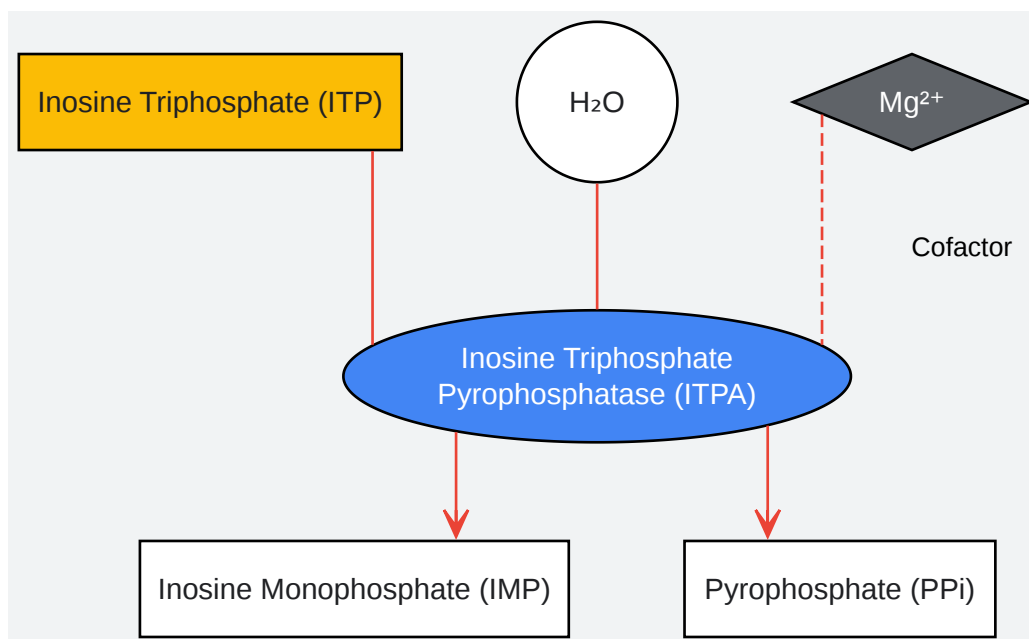 Inosine Triphosphate (ITP)
H₂O
Mg²⁺
Cofactor
Inosine Triphosphate
Pyrophosphatase (ITPA)
Inosine Monophosphate (IMP)
Pyrophosphate (PPi)